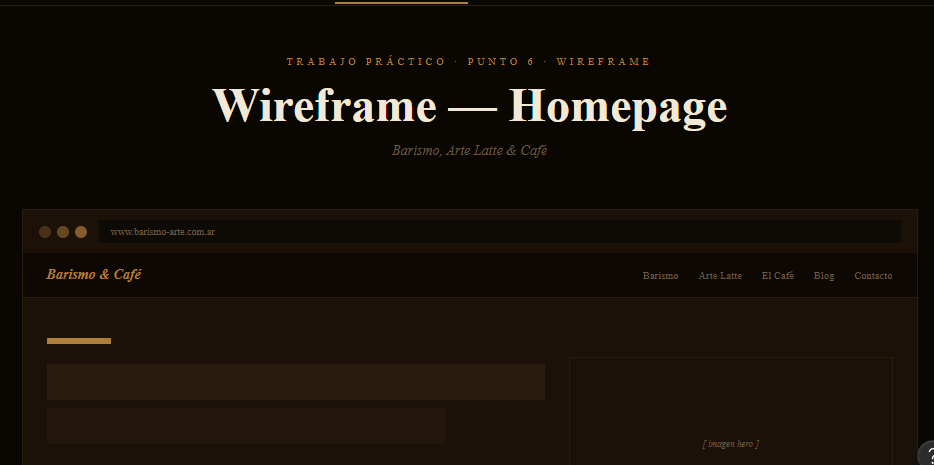 TRABAJO PRÁCTICO · PUNTO 6 · WIREFRAME
Wireframe — Homepage
Barismo, Arte Latte & Café
www.barismo-arte.com.ar
Barismo & Café
Barismo Arte Latte El Café Blog Contacto
[ imagen hero ]
?